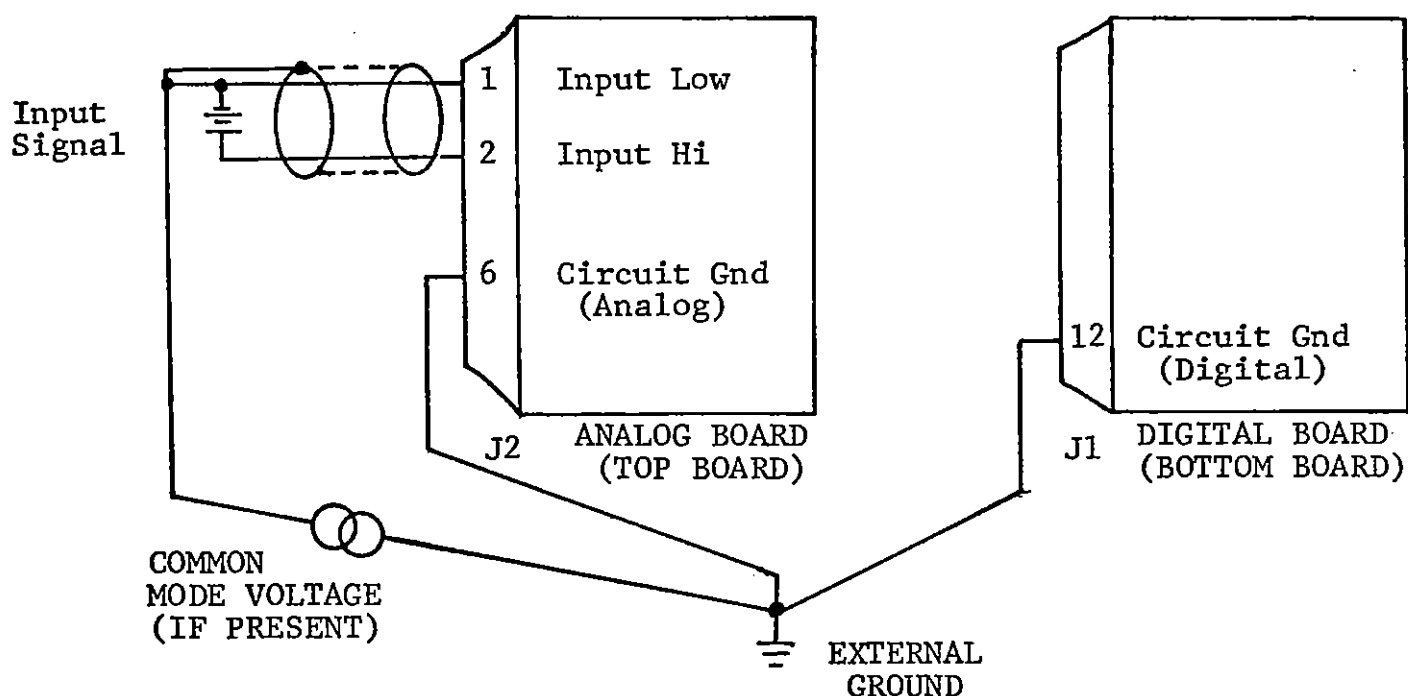 Input
Signal
1 Input Low
2 Input Hi
6 Circuit Gnd
(Analog)
J2
ANALOG BOARD
(TOP BOARD)
12 Circuit Gnd
(Digital)
J1
DIGITAL BOARD
(BOTTOM BOARD)
COMMON
MODE VOLTAGE
(IF PRESENT)
EXTERNAL
GROUND